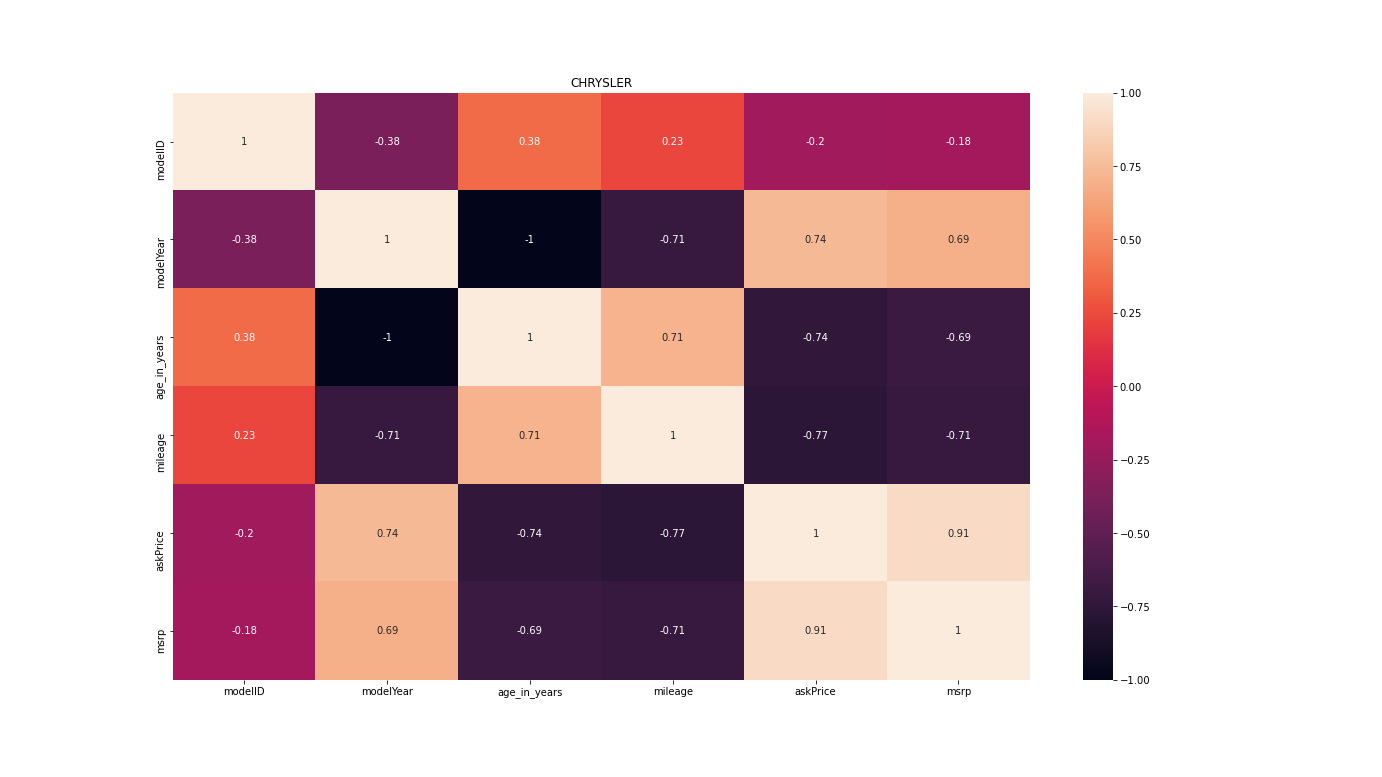 CHRYSLER
modelID 1 -0.38 0.38 0.23 -0.2 -0.18
modelYear -0.38 1 -1 -0.71 0.74 0.69
age_in_years 0.38 -1 1 0.71 -0.74 -0.69
mileage 0.23 -0.71 0.71 1 -0.77 -0.71
askPrice -0.2 0.74 -0.74 -0.77 1 0.91
msrp -0.18 0.69 -0.69 -0.71 0.91 1
modelID modelYear age_in_years mileage askPrice msrp
1.00
0.75
0.50
0.25
0.00
−0.25
−0.50
−0.75
−1.00